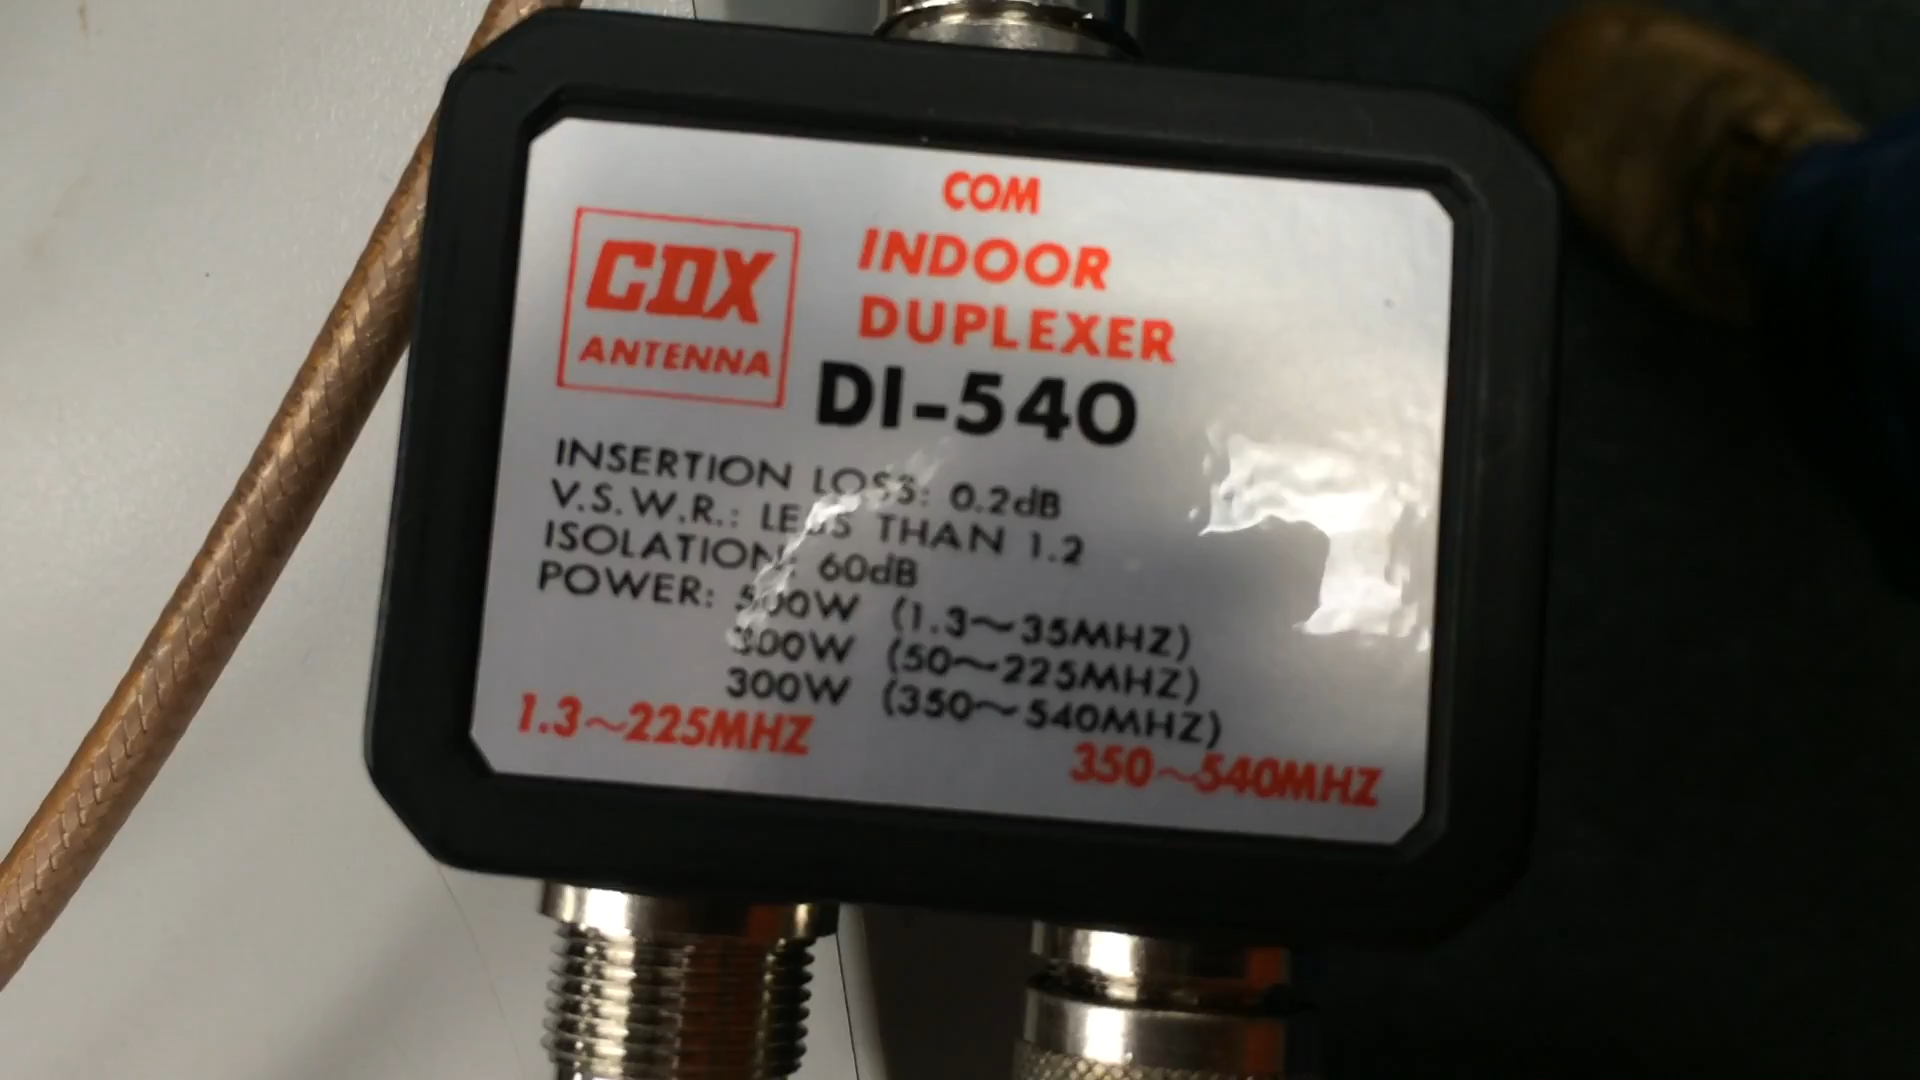 COM
CDX
ANTENNA
INDOOR
DUPLEXER
DI-540
INSERTION LOSS: 0.2dB
V.S.W.R.: LESS THAN 1.2
ISOLATION: 60dB
POWER: 500W (1.3~35MHZ)
300W (50~225MHZ)
300W (350~540MHZ)
1.3~225MHZ
350~540MHZ